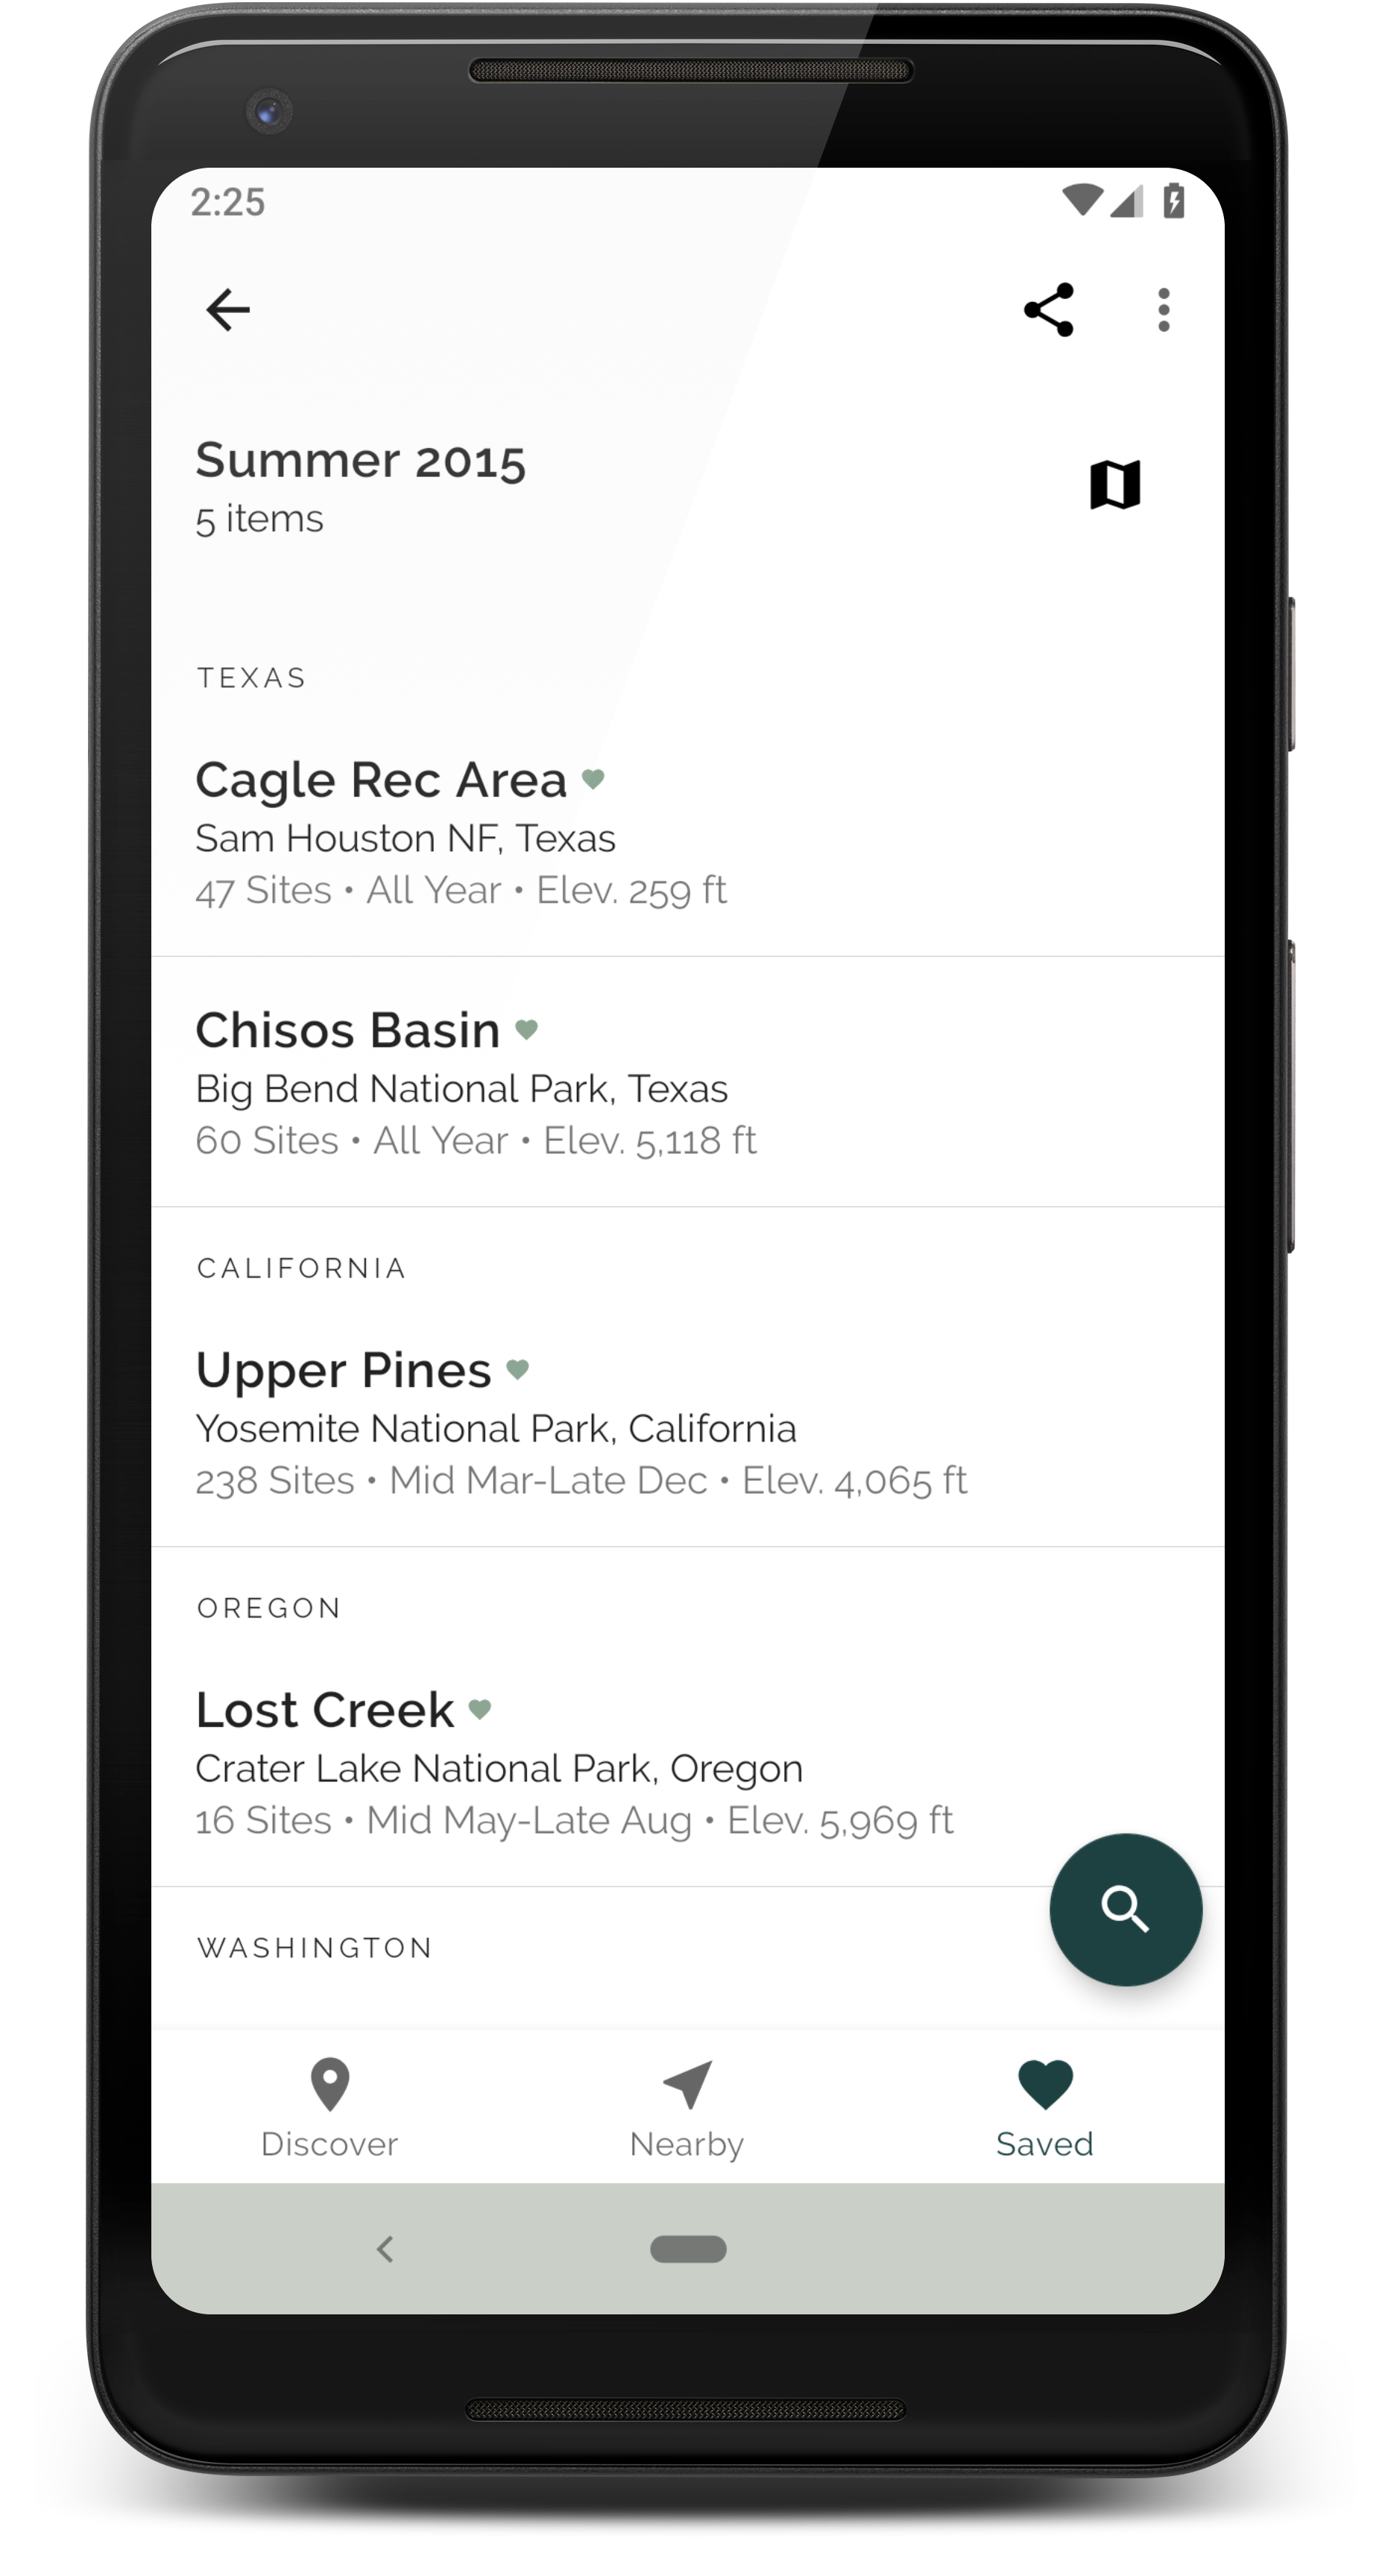 2:25
Summer 2015
5 items
TEXAS
Cagle Rec Area
Sam Houston NF, Texas
47 Sites • All Year • Elev. 259 ft
Chisos Basin
Big Bend National Park, Texas
60 Sites • All Year • Elev. 5,118 ft
CALIFORNIA
Upper Pines
Yosemite National Park, California
238 Sites • Mid Mar-Late Dec • Elev. 4,065 ft
OREGON
Lost Creek
Crater Lake National Park, Oregon
16 Sites • Mid May-Late Aug • Elev. 5,969 ft
WASHINGTON
Discover Nearby Saved